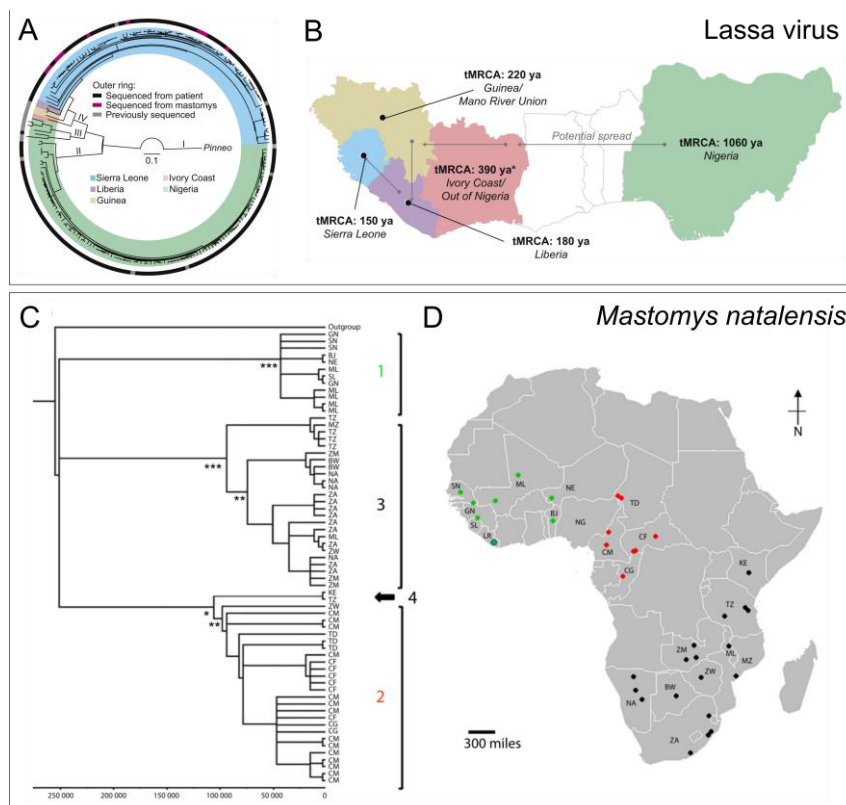 A
Outer ring:
Sequenced from patient
Sequenced from mastomys
Previously sequenced
IV
III
II
I
Pinneo
0.1
Sierra Leone
Ivory Coast
Liberia
Nigeria
Guinea
B
Lassa virus
tMRCA: 220 ya
Guinea/
Mano River Union
Potential spread
tMRCA: 1060 ya
Nigeria
tMRCA: 390 ya*
Ivory Coast/
Out of Nigeria
tMRCA: 150 ya
Sierra Leone
tMRCA: 180 ya
Liberia
C
Outgroup
GN
SN
SN
BJ
NE
ML
SL
GN
ML
ML
ML
ML
TZ
MZ
TZ
TZ
TZ
ZM
BW
BW
NA
NA
NA
ZA
ZA
ZA
ZA
ZA
ML
ZA
ZW
NA
ZA
ZA
ZM
ZM
KE
TZ
ZW
CM
CM
CM
TD
TD
TD
CM
CF
CF
CF
CF
CM
CM
CM
CF
CG
CG
CM
CM
CM
CM
CM
CM
CM
***
***
**
*
**
1
3
4
2
250 000
200 000
150 000
100 000
50 000
0
D
Mastomys natalensis
N
SN
ML
NE
TD
GN
SL
BJ
NG
LR
CM
CF
CG
KE
TZ
ZM
ML
MZ
ZW
NA
BW
ZA
300 miles